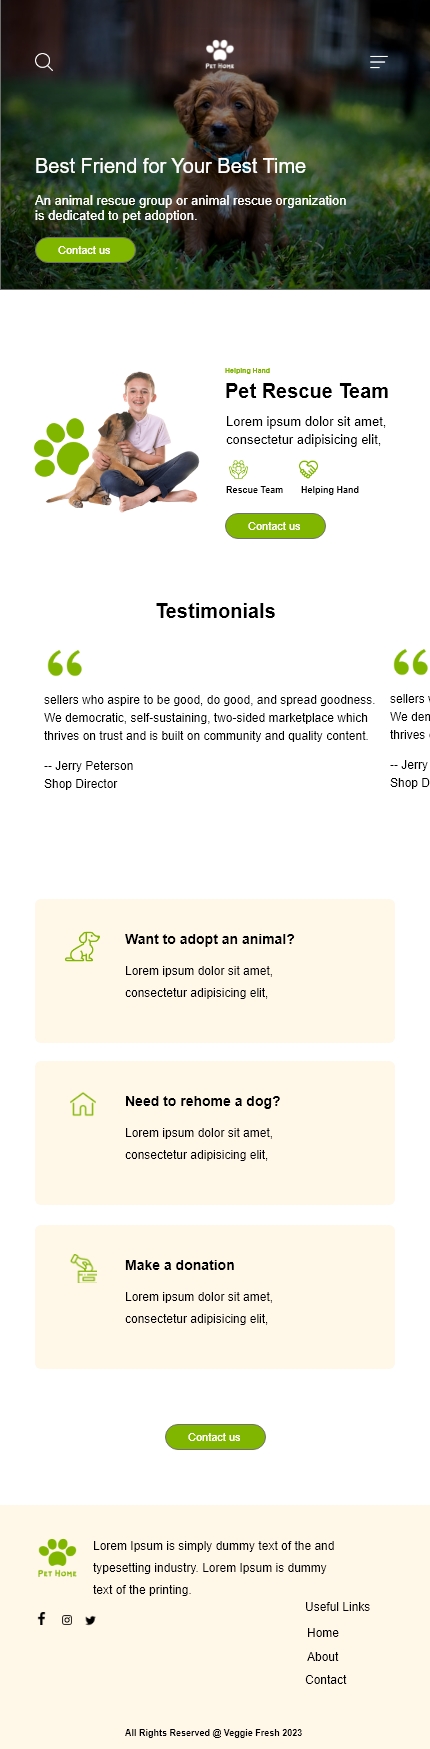 Pet Home
Best Friend for Your Best Time
An animal rescue group or animal rescue organization
is dedicated to pet adoption.
Contact us
Helping Hand
Pet Rescue Team
Lorem ipsum dolor sit amet,
consectetur adipisicing elit,
Rescue Team
Helping Hand
Contact us
Testimonials
sellers who aspire to be good, do good, and spread goodness.
We democratic, self-sustaining, two-sided marketplace which
thrives on trust and is built on community and quality content.
-- Jerry Peterson
Shop Director
sellers
We
thrives
-- Jerry
Shop
Want to adopt an animal?
Lorem ipsum dolor sit amet,
consectetur adipisicing elit,
Need to rehome a dog?
Lorem ipsum dolor sit amet,
consectetur adipisicing elit,
Make a donation
Lorem ipsum dolor sit amet,
consectetur adipisicing elit,
Contact us
Pet Home
Lorem Ipsum is simply dummy text of the and
typesetting industry. Lorem Ipsum is dummy
text of the printing.
Useful Links
Home
About
Contact
All Rights Reserved @ Veggie Fresh 2023